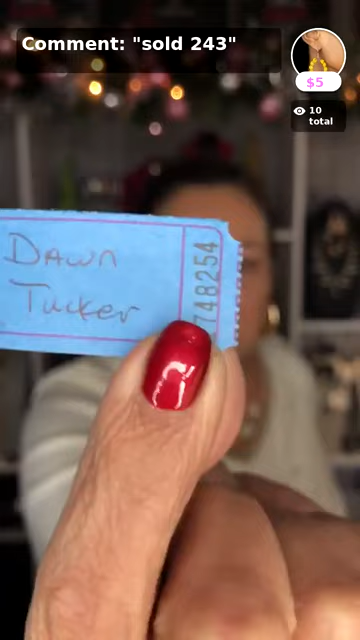 Comment: "sold 243"
$5
10
total
Dawn
Tucker
748254